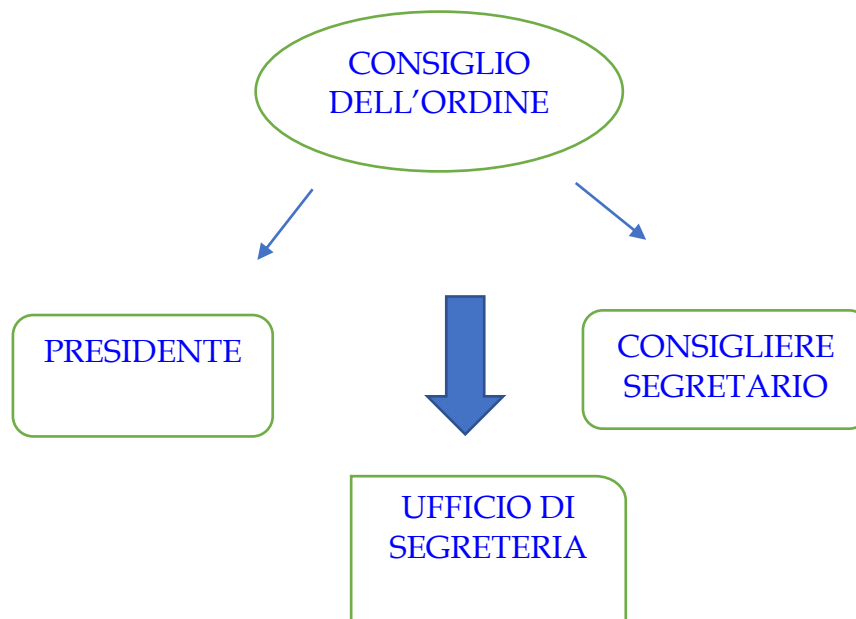 CONSIGLIO
DELL’ORDINE
PRESIDENTE
CONSIGLIERE
SEGRETARIO
UFFICIO DI
SEGRETERIA